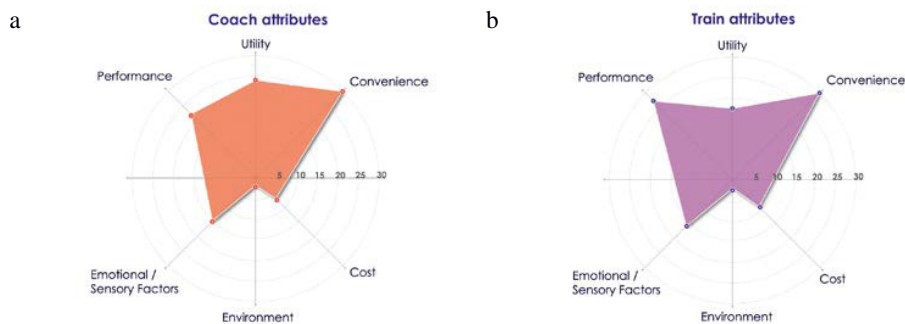 a
Coach attributes
Utility
Performance
Convenience
5 10 15 20 25 30
Emotional /
Sensory Factors
Cost
Environment
b
Train attributes
Utility
Performance
Convenience
5 10 15 20 25 30
Emotional /
Sensory Factors
Cost
Environment